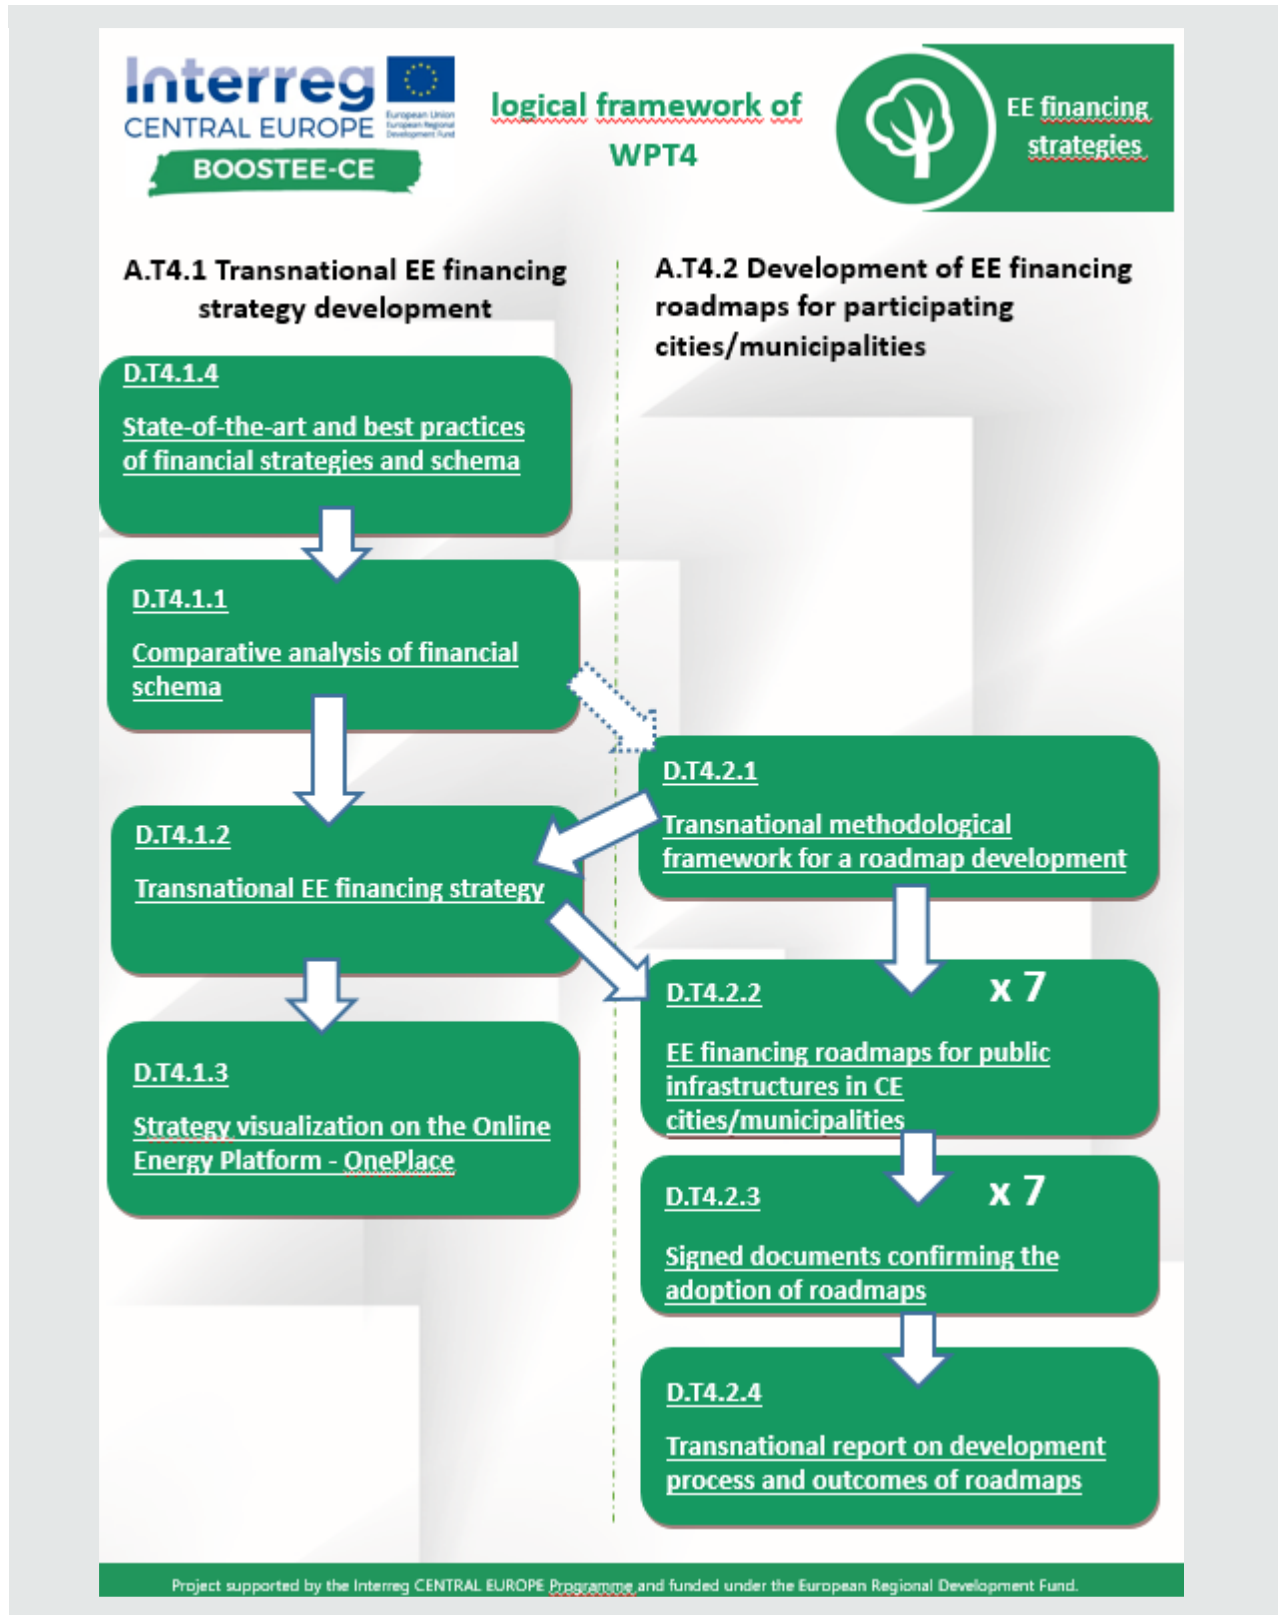 Interreg
CENTRAL EUROPE
European Union
European Regional
Development Fund
BOOSTEE-CE
logical framework of
WPT4
EE financing
strategies
A.T4.1 Transnational EE financing
strategy development
D.T4.1.4
State-of-the-art and best practices
of financial strategies and schema
D.T4.1.1
Comparative analysis of financial
schema
D.T4.1.2
Transnational EE financing strategy
D.T4.1.3
Strategy visualization on the Online
Energy Platform - OnePlace
A.T4.2 Development of EE financing
roadmaps for participating
cities/municipalities
D.T4.2.1
Transnational methodological
framework for a roadmap development
D.T4.2.2
x 7
EE financing roadmaps for public
infrastructures in CE
cities/municipalities
D.T4.2.3
x 7
Signed documents confirming the
adoption of roadmaps
D.T4.2.4
Transnational report on development
process and outcomes of roadmaps
Project supported by the Interreg CENTRAL EUROPE Programme and funded under the European Regional Development Fund.